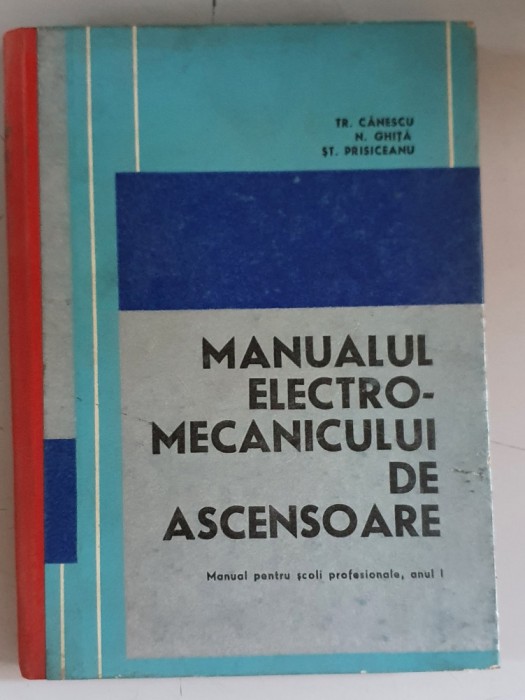 TR. CĂNESCU
N. GHIȚĂ
ȘT. PRISICEANU
MANUALUL
ELECTRO-
MECANICULUI
DE
ASCENSOARE
Manual pentru școli profesionale, anul I